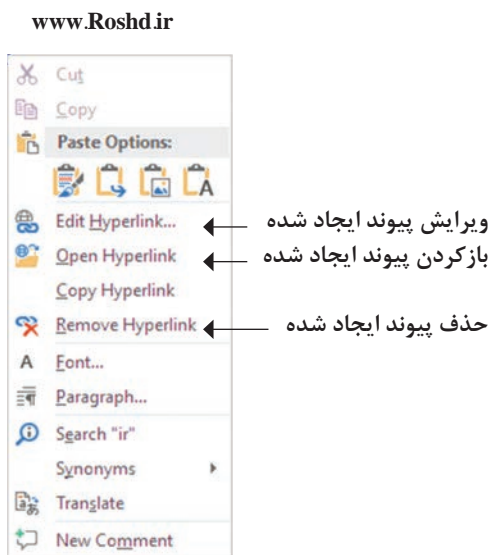 www.Roshd.ir
Cut
Copy
Paste Options:
Edit Hyperlink... ویرایش پیوند ایجاد شده
Open Hyperlink بازکردن پیوند ایجاد شده
Copy Hyperlink
Remove Hyperlink حذف پیوند ایجاد شده
Font...
Paragraph...
Search "ir"
Synonyms
Translate
New Comment